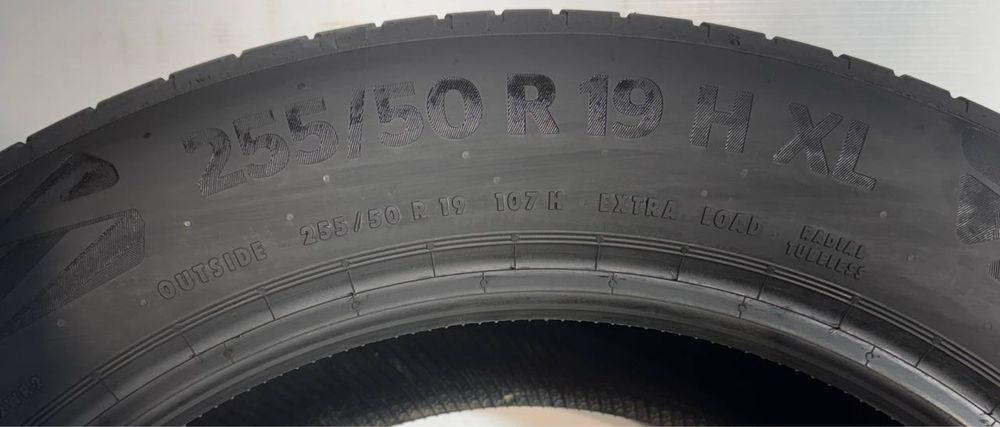 255/50 R 19 H XL
OUTSIDE 255/50 R 19 107 H EXTRA LOAD RADIAL
TUBELESS